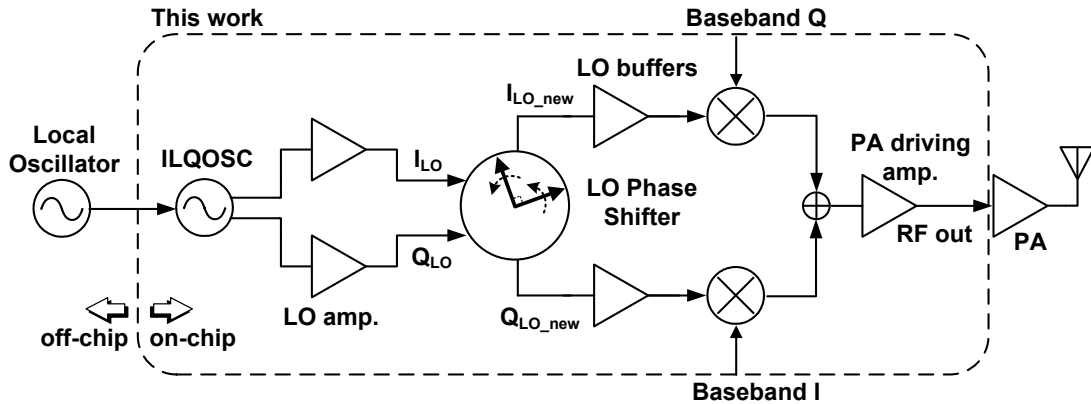 This work
Baseband Q
LO buffers
I_LO_new
Local
Oscillator
ILQOSC
I_LO
PA driving
amp.
LO Phase
Shifter
RF out
PA
Q_LO
LO amp.
Q_LO_new
off-chip
on-chip
Baseband I